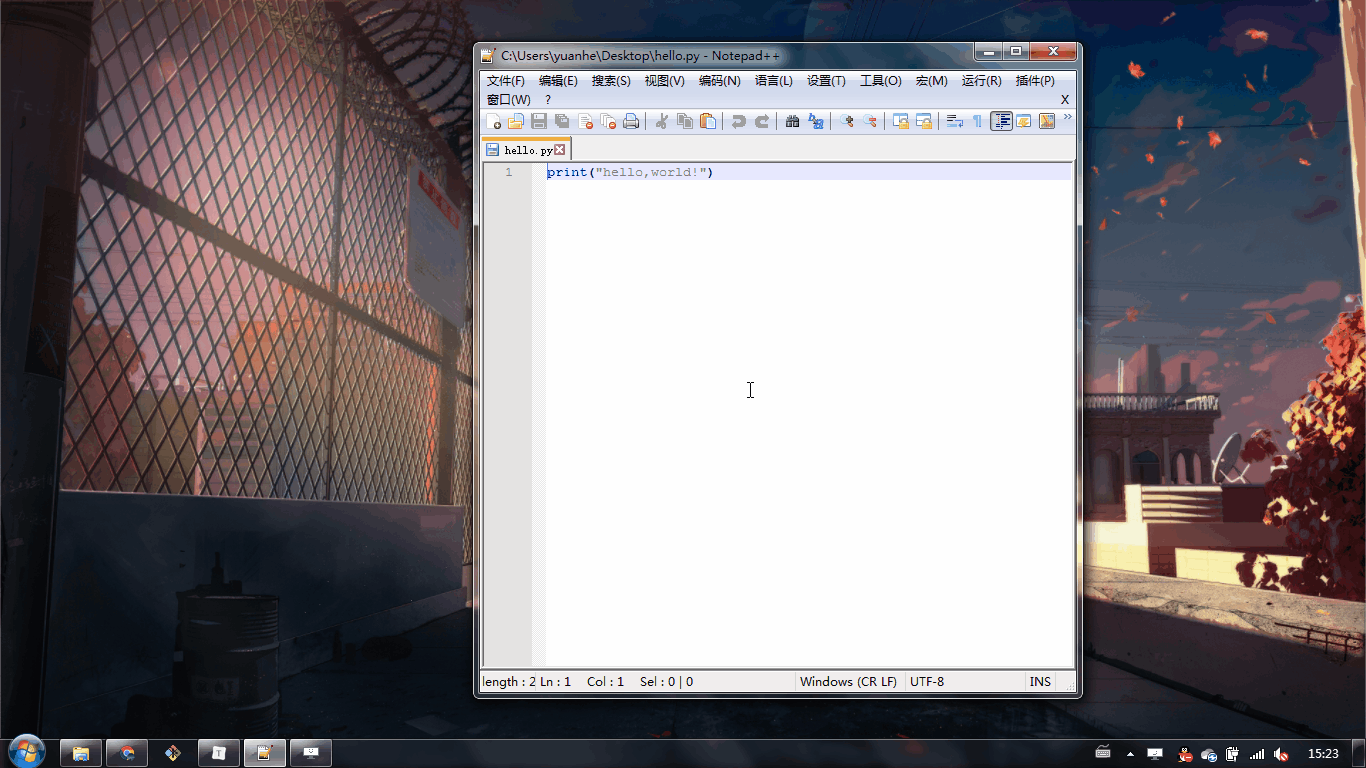 C:\Users\yuanhe\Desktop\hello.py - Notepad++
文件(F) 编辑(E) 搜索(S) 视图(V) 编码(N) 语言(L) 设置(T) 工具(O) 宏(M) 运行(R) 插件(P)
窗口(W) ? X
hello.py
1 print("hello,world!")
length : 2 Ln : 1 Col : 1 Sel : 0 | 0 Windows (CR LF) UTF-8 INS
T 15:23